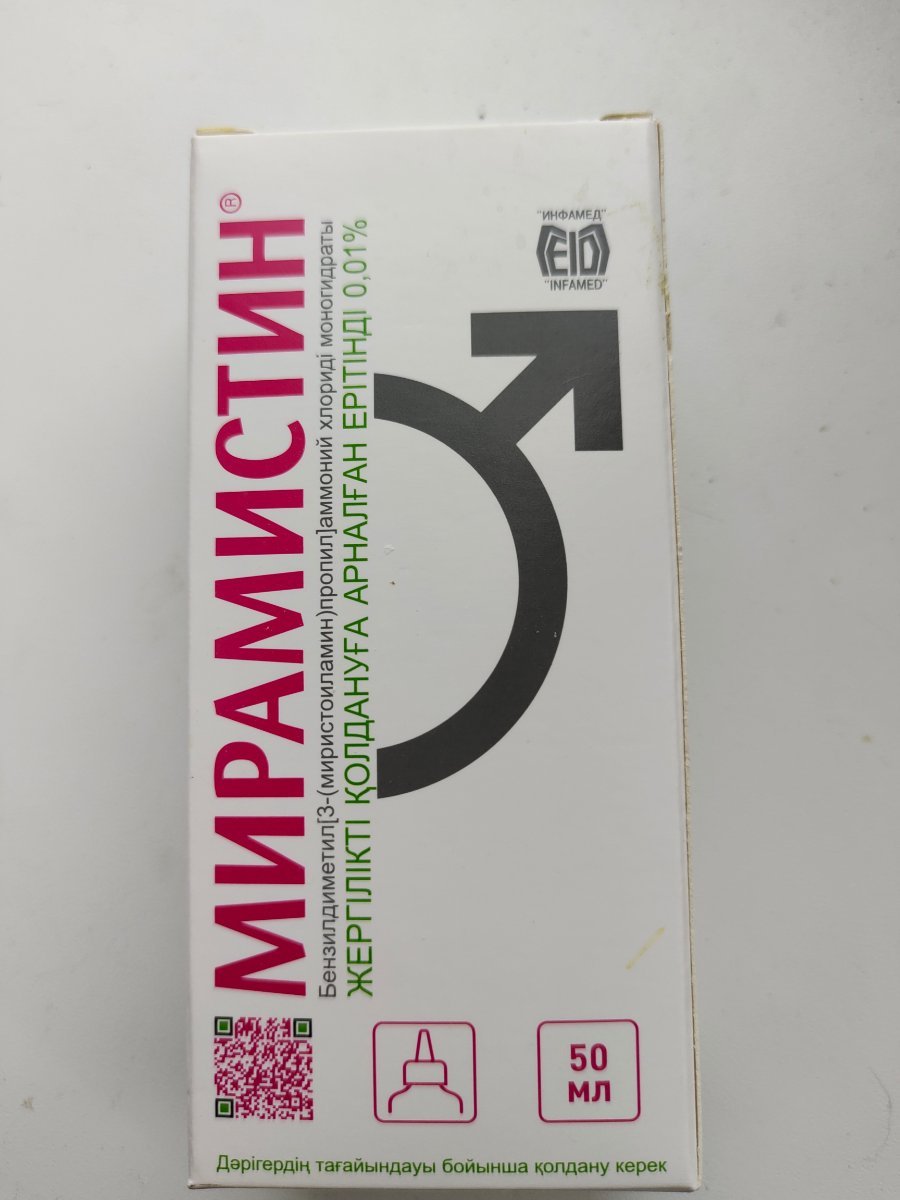 МИРАМИСТИН®
Бензилдиметил[3-(миристоиламин)пропил]аммоний хлориді моногидраты
ЖЕРГІЛІКТІ ҚОЛДАНУҒА АРНАЛҒАН ЕРІТІНДІ 0,01%
"ИНФАМЕД"
"INFAMED"
50
МЛ
Дәрігердің тағайындауы бойынша қолдану керек